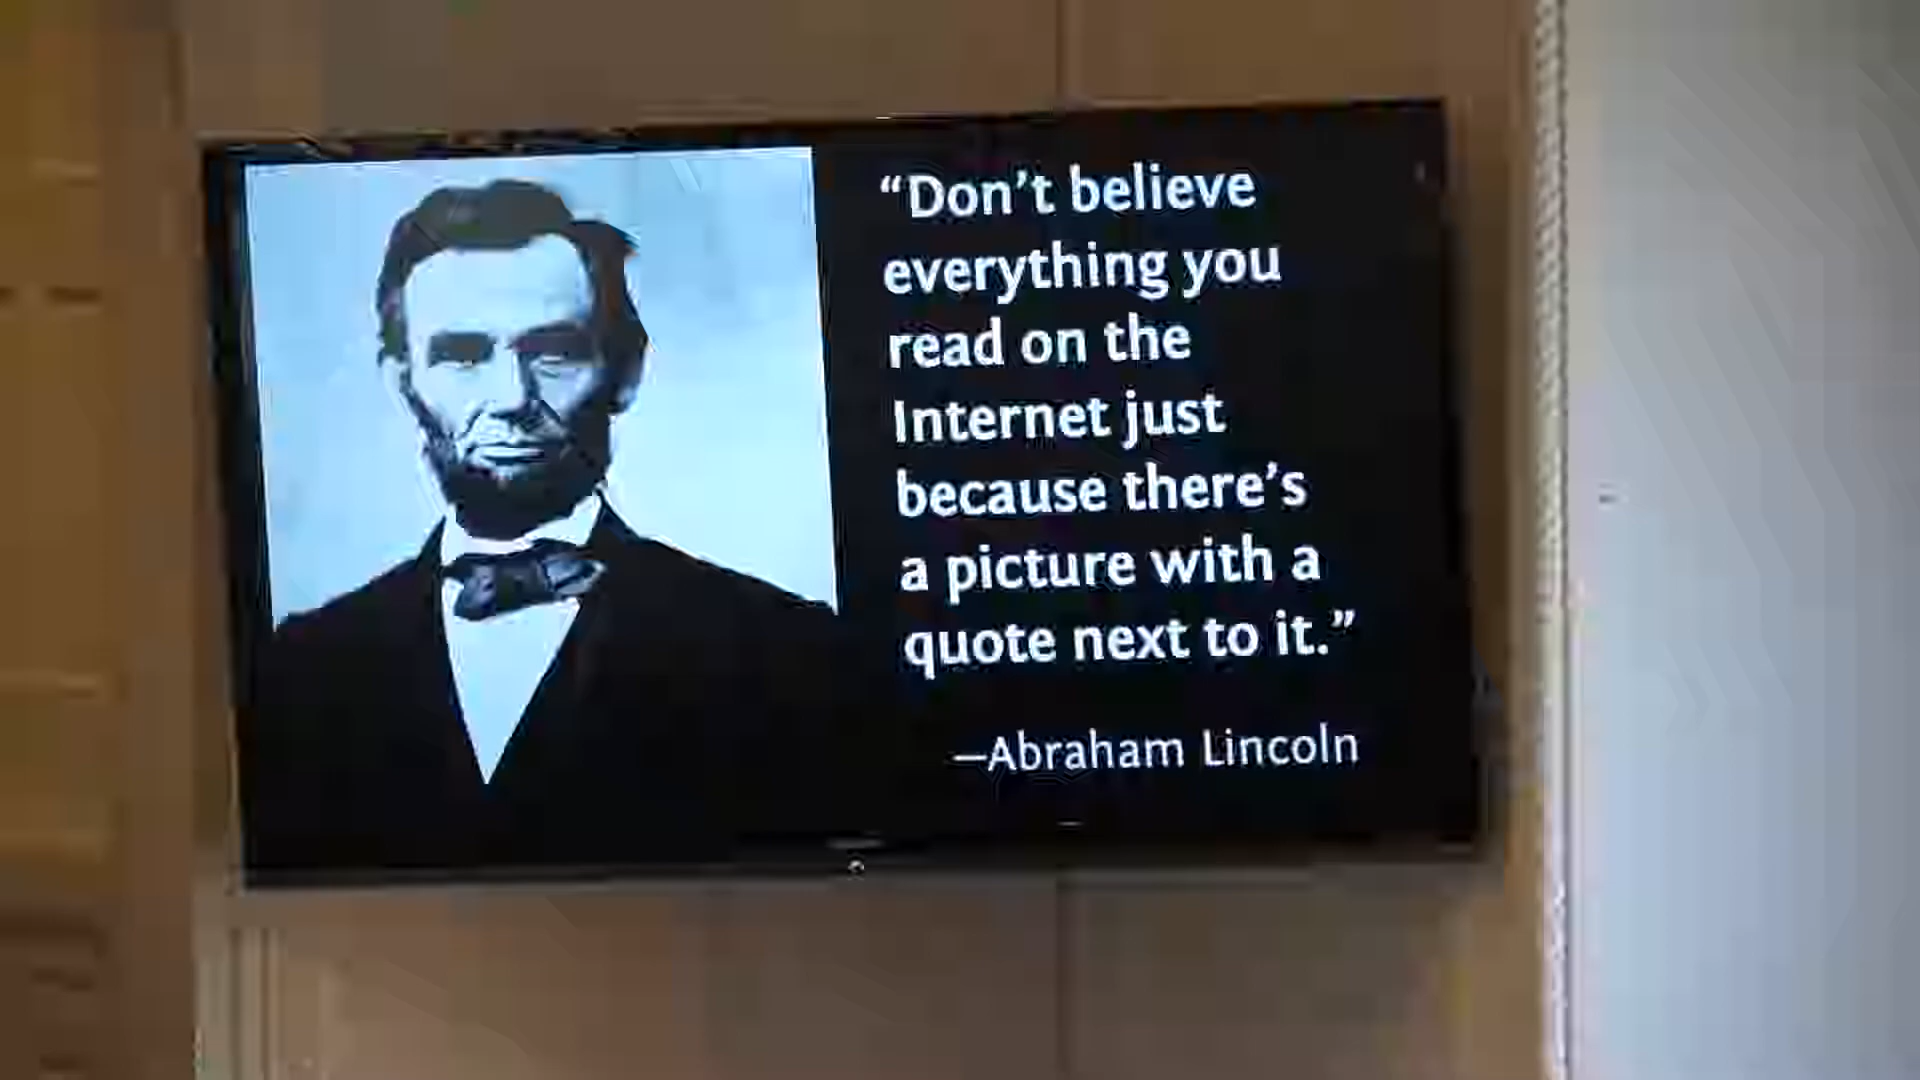 “Don’t believe
everything you
read on the
Internet just
because there’s
a picture with a
quote next to it.”
—Abraham Lincoln